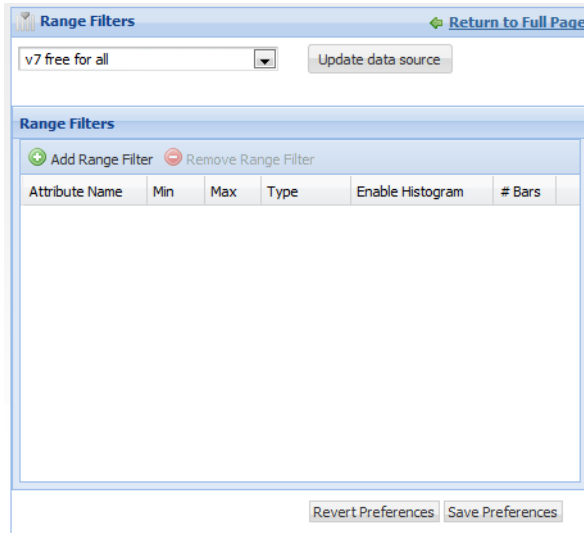 Range Filters Return to Full Page
v7 free for all Update data source
Range Filters
Add Range Filter Remove Range Filter
Attribute Name Min Max Type Enable Histogram # Bars
Revert Preferences Save Preferences